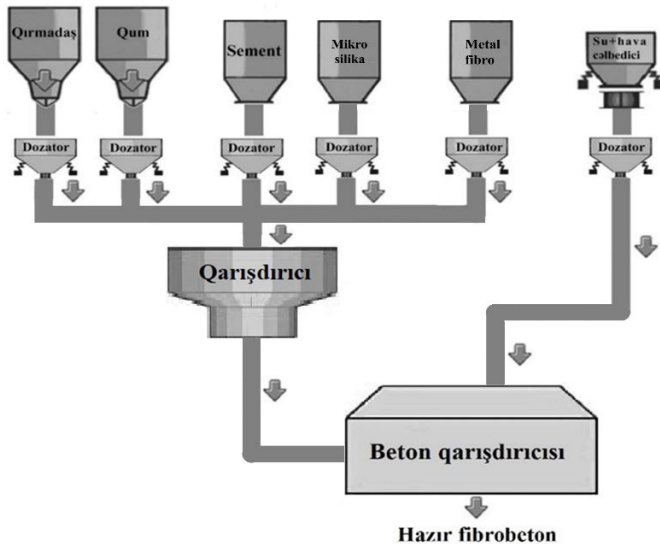 Qırmadaş
Qum
Sement
Mikro
silika
Metal
fibro
Su+hava
cəlbedici
Dozator
Dozator
Dozator
Dozator
Dozator
Dozator
Qarışdırıcı
Beton qarışdırıcısı
Hazır fibrobeton